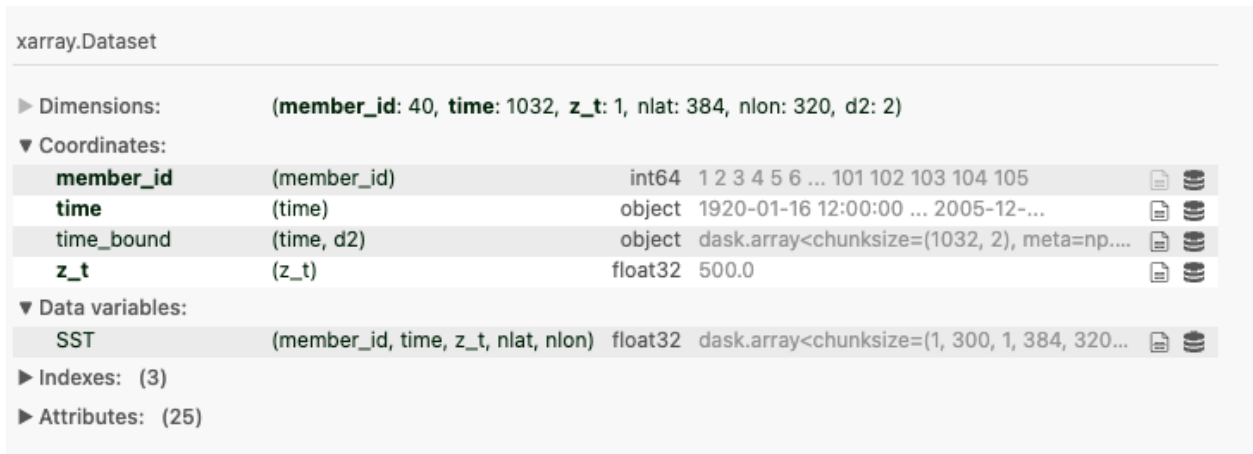 xarray.Dataset
► Dimensions: (member_id: 40, time: 1032, z_t: 1, nlat: 384, nlon: 320, d2: 2)
▼ Coordinates:
member_id (member_id) int64 1 2 3 4 5 6 ... 101 102 103 104 105
time (time) object 1920-01-16 12:00:00 ... 2005-12-...
time_bound (time, d2) object dask.array<chunksize=(1032, 2), meta=np....
z_t (z_t) float32 500.0
▼ Data variables:
SST (member_id, time, z_t, nlat, nlon) float32 dask.array<chunksize=(1, 300, 1, 384, 320...
► Indexes: (3)
► Attributes: (25)